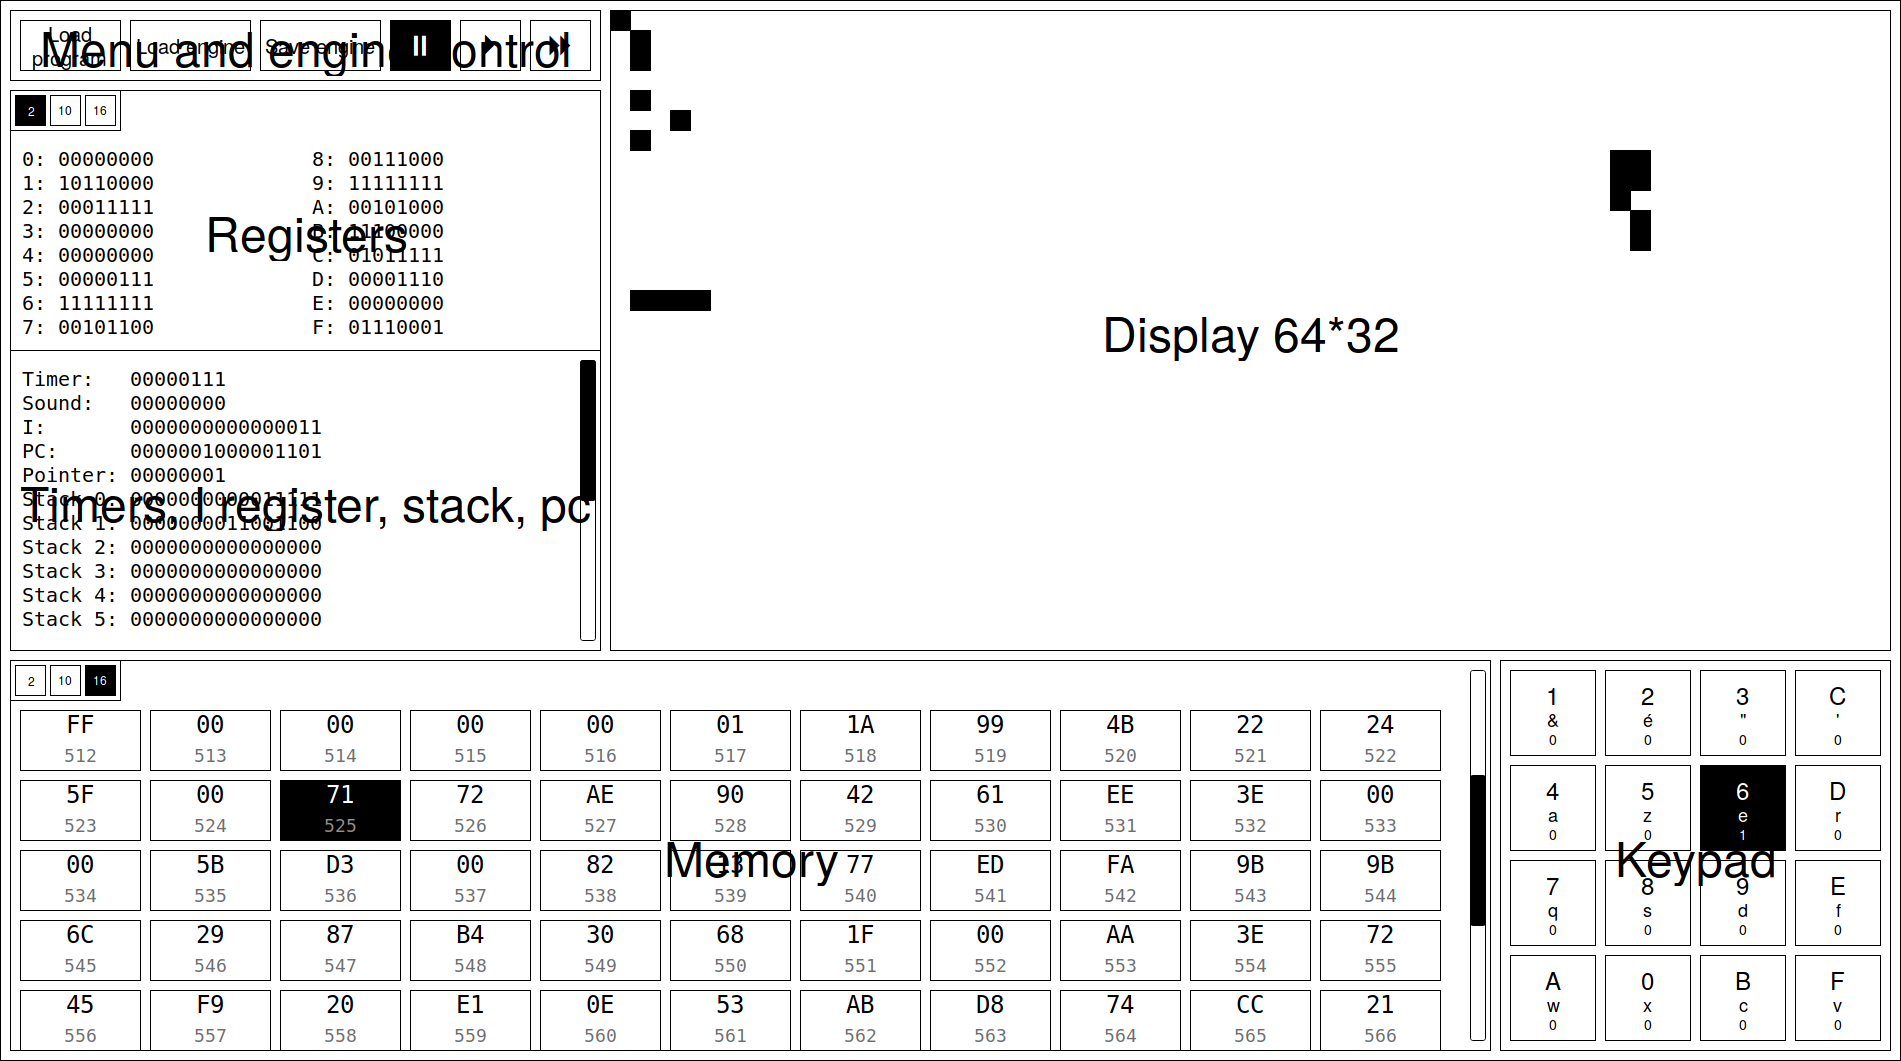 Menu and engine control
Load program
Load engine
Save engine
2 10 16
0: 00000000 8: 00111000
1: 10110000 9: 11111111
2: 00011111 A: 00101000
3: 00000000 B: 11100000
4: 00000000 C: 01011111
5: 00000111 D: 00001110
6: 11111111 E: 00000000
7: 00101100 F: 01110001
Registers
Timer: 00000111
Sound: 00000000
I: 0000000000000011
PC: 0000001000001101
Pointer: 00000001
Stack 0: 0000000000011111
Stack 1: 0000000011001100
Stack 2: 0000000000000000
Stack 3: 0000000000000000
Stack 4: 0000000000000000
Stack 5: 0000000000000000
Timers, I register, stack, pc
Display 64*32
2 10 16
FF 00 00 00 00 01 1A 99 4B 22 24
512 513 514 515 516 517 518 519 520 521 522
5F 00 71 72 AE 90 42 61 EE 3E 00
523 524 525 526 527 528 529 530 531 532 533
00 5B D3 00 82 13 77 ED FA 9B 9B
534 535 536 537 538 539 540 541 542 543 544
6C 29 87 B4 30 68 1F 00 AA 3E 72
545 546 547 548 549 550 551 552 553 554 555
45 F9 20 E1 0E 53 AB D8 74 CC 21
556 557 558 559 560 561 562 563 564 565 566
Memory
1 2 3 C
& é " '
0 0 0 0
4 5 6 D
a z e r
0 0 1 0
7 8 9 E
q s d f
0 0 0 0
A 0 B F
w x c v
0 0 0 0
Keypad